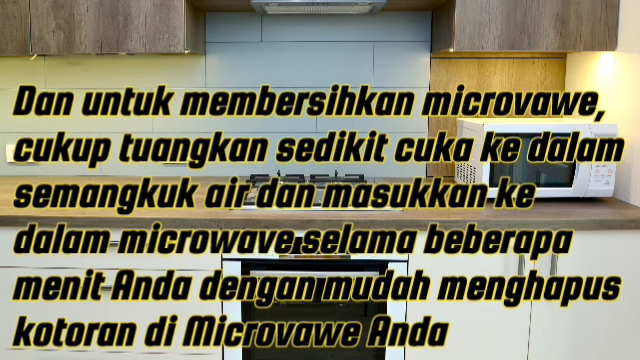 Dan untuk membersihkan microvawe,
cukup tuangkan sedikit cuka ke dalam
semangkuk air dan masukkan ke
dalam microwave selama beberapa
menit Anda dengan mudah menghapus
kotoran di Microvawe Anda